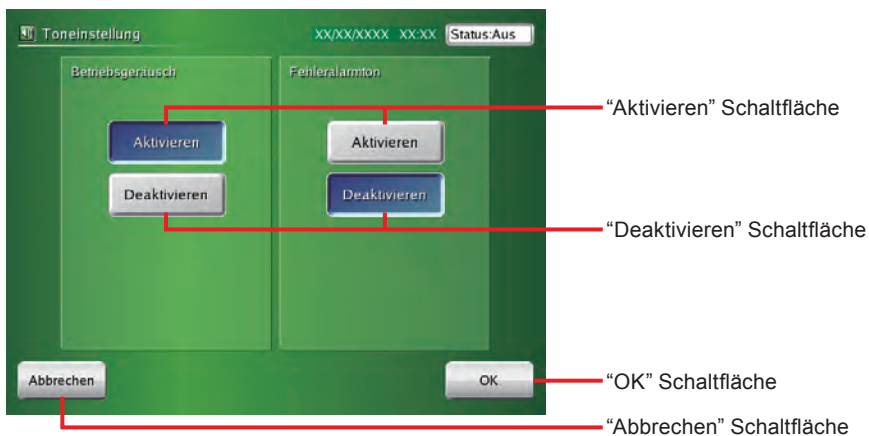 Toneinstellung XX/XX/XXXX XX:XX Status:Aus
Betriebsgeräusch Fehleralarmton
“Aktivieren” Schaltfläche
Aktivieren Aktivieren
Deaktivieren Deaktivieren
“Deaktivieren” Schaltfläche
Abbrechen OK “OK” Schaltfläche
“Abbrechen” Schaltfläche